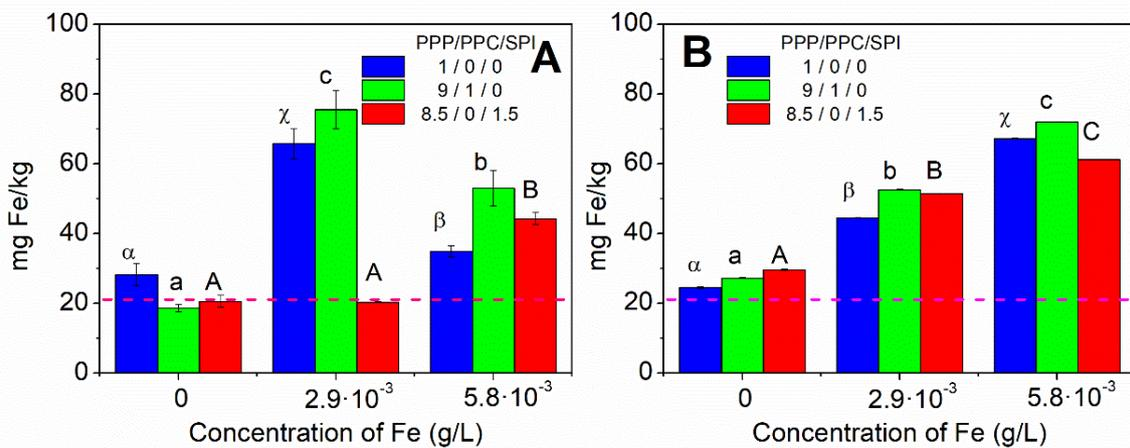 100
80
60
40
20
0
mg Fe/kg
PPP/PPC/SPI
1 / 0 / 0
9 / 1 / 0
8.5 / 0 / 1.5
A
α
a
A
χ
c
A
β
b
B
0
2.9·10⁻³
5.8·10⁻³
Concentration of Fe (g/L)
100
80
60
40
20
0
mg Fe/kg
B
PPP/PPC/SPI
1 / 0 / 0
9 / 1 / 0
8.5 / 0 / 1.5
α
a
A
β
b
B
χ
c
C
0
2.9·10⁻³
5.8·10⁻³
Concentration of Fe (g/L)